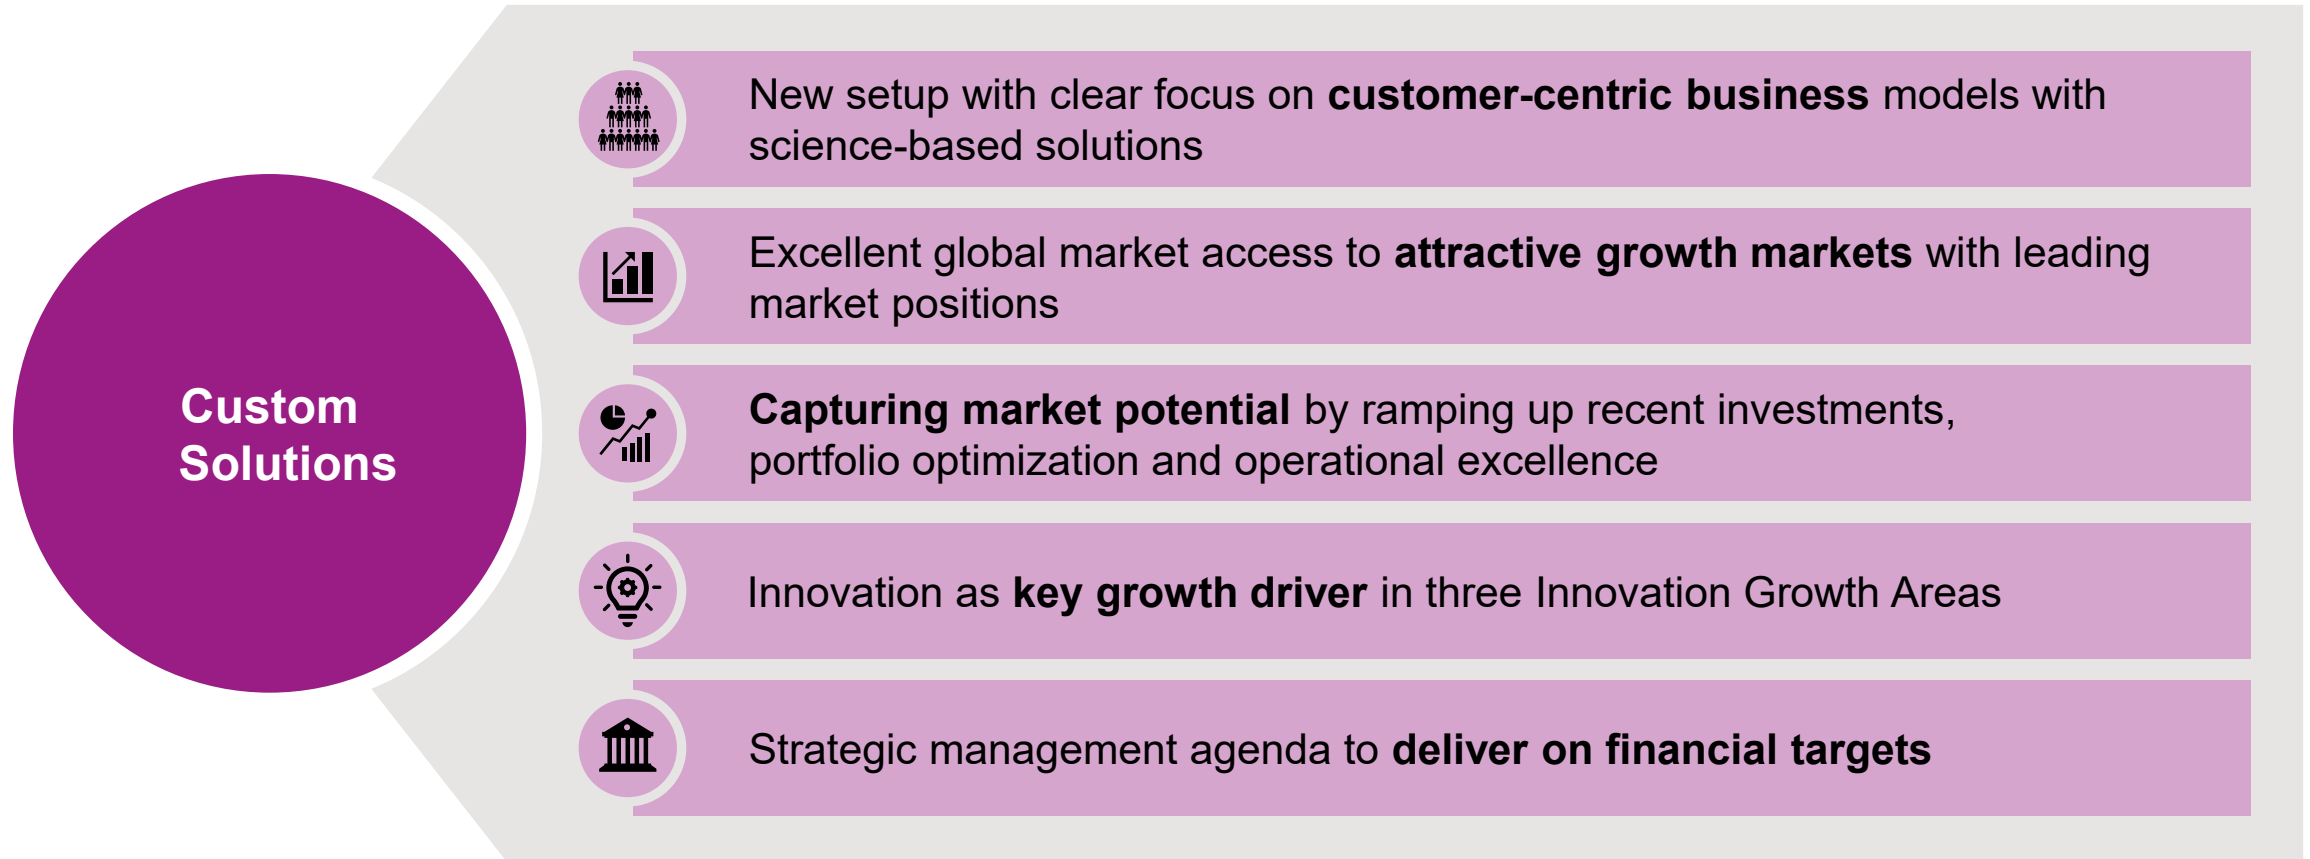 Custom
Solutions
New setup with clear focus on customer-centric business models with
science-based solutions
Excellent global market access to attractive growth markets with leading
market positions
Capturing market potential by ramping up recent investments,
portfolio optimization and operational excellence
Innovation as key growth driver in three Innovation Growth Areas
Strategic management agenda to deliver on financial targets